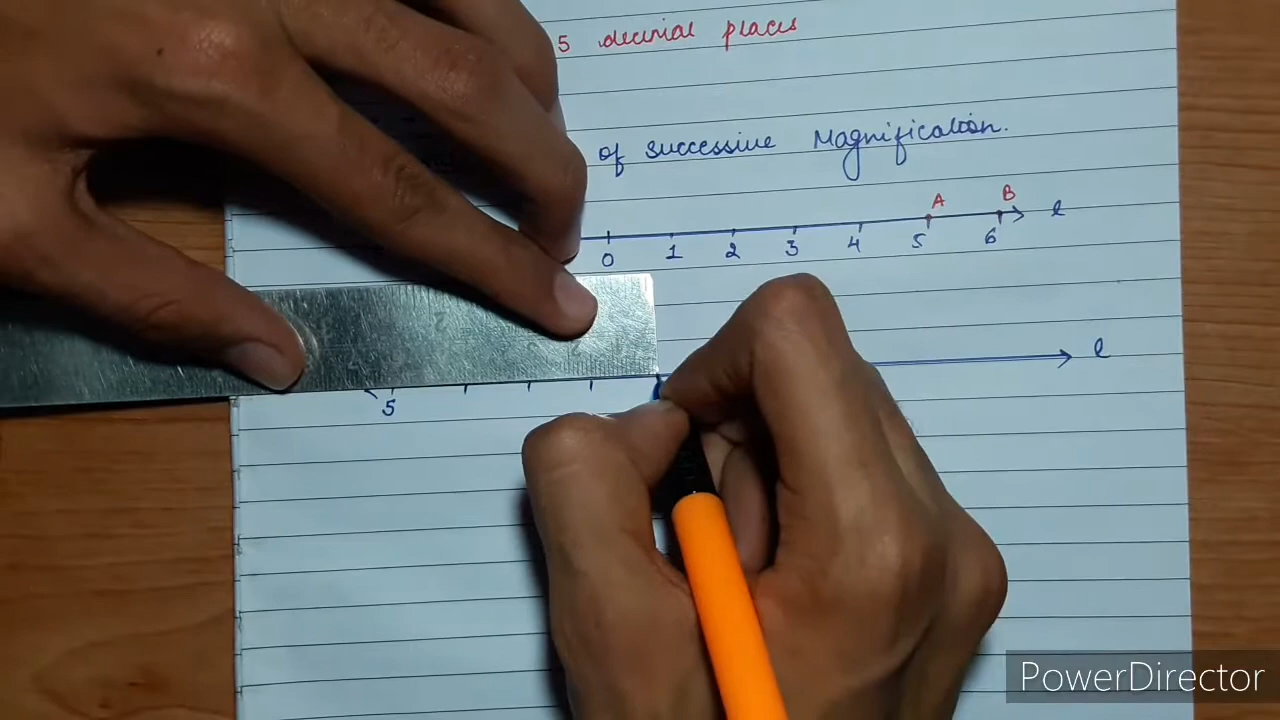 5 decimal places
of successive Magnification.
A B
l
0 1 2 3 4 5 6
l
5
PowerDirector